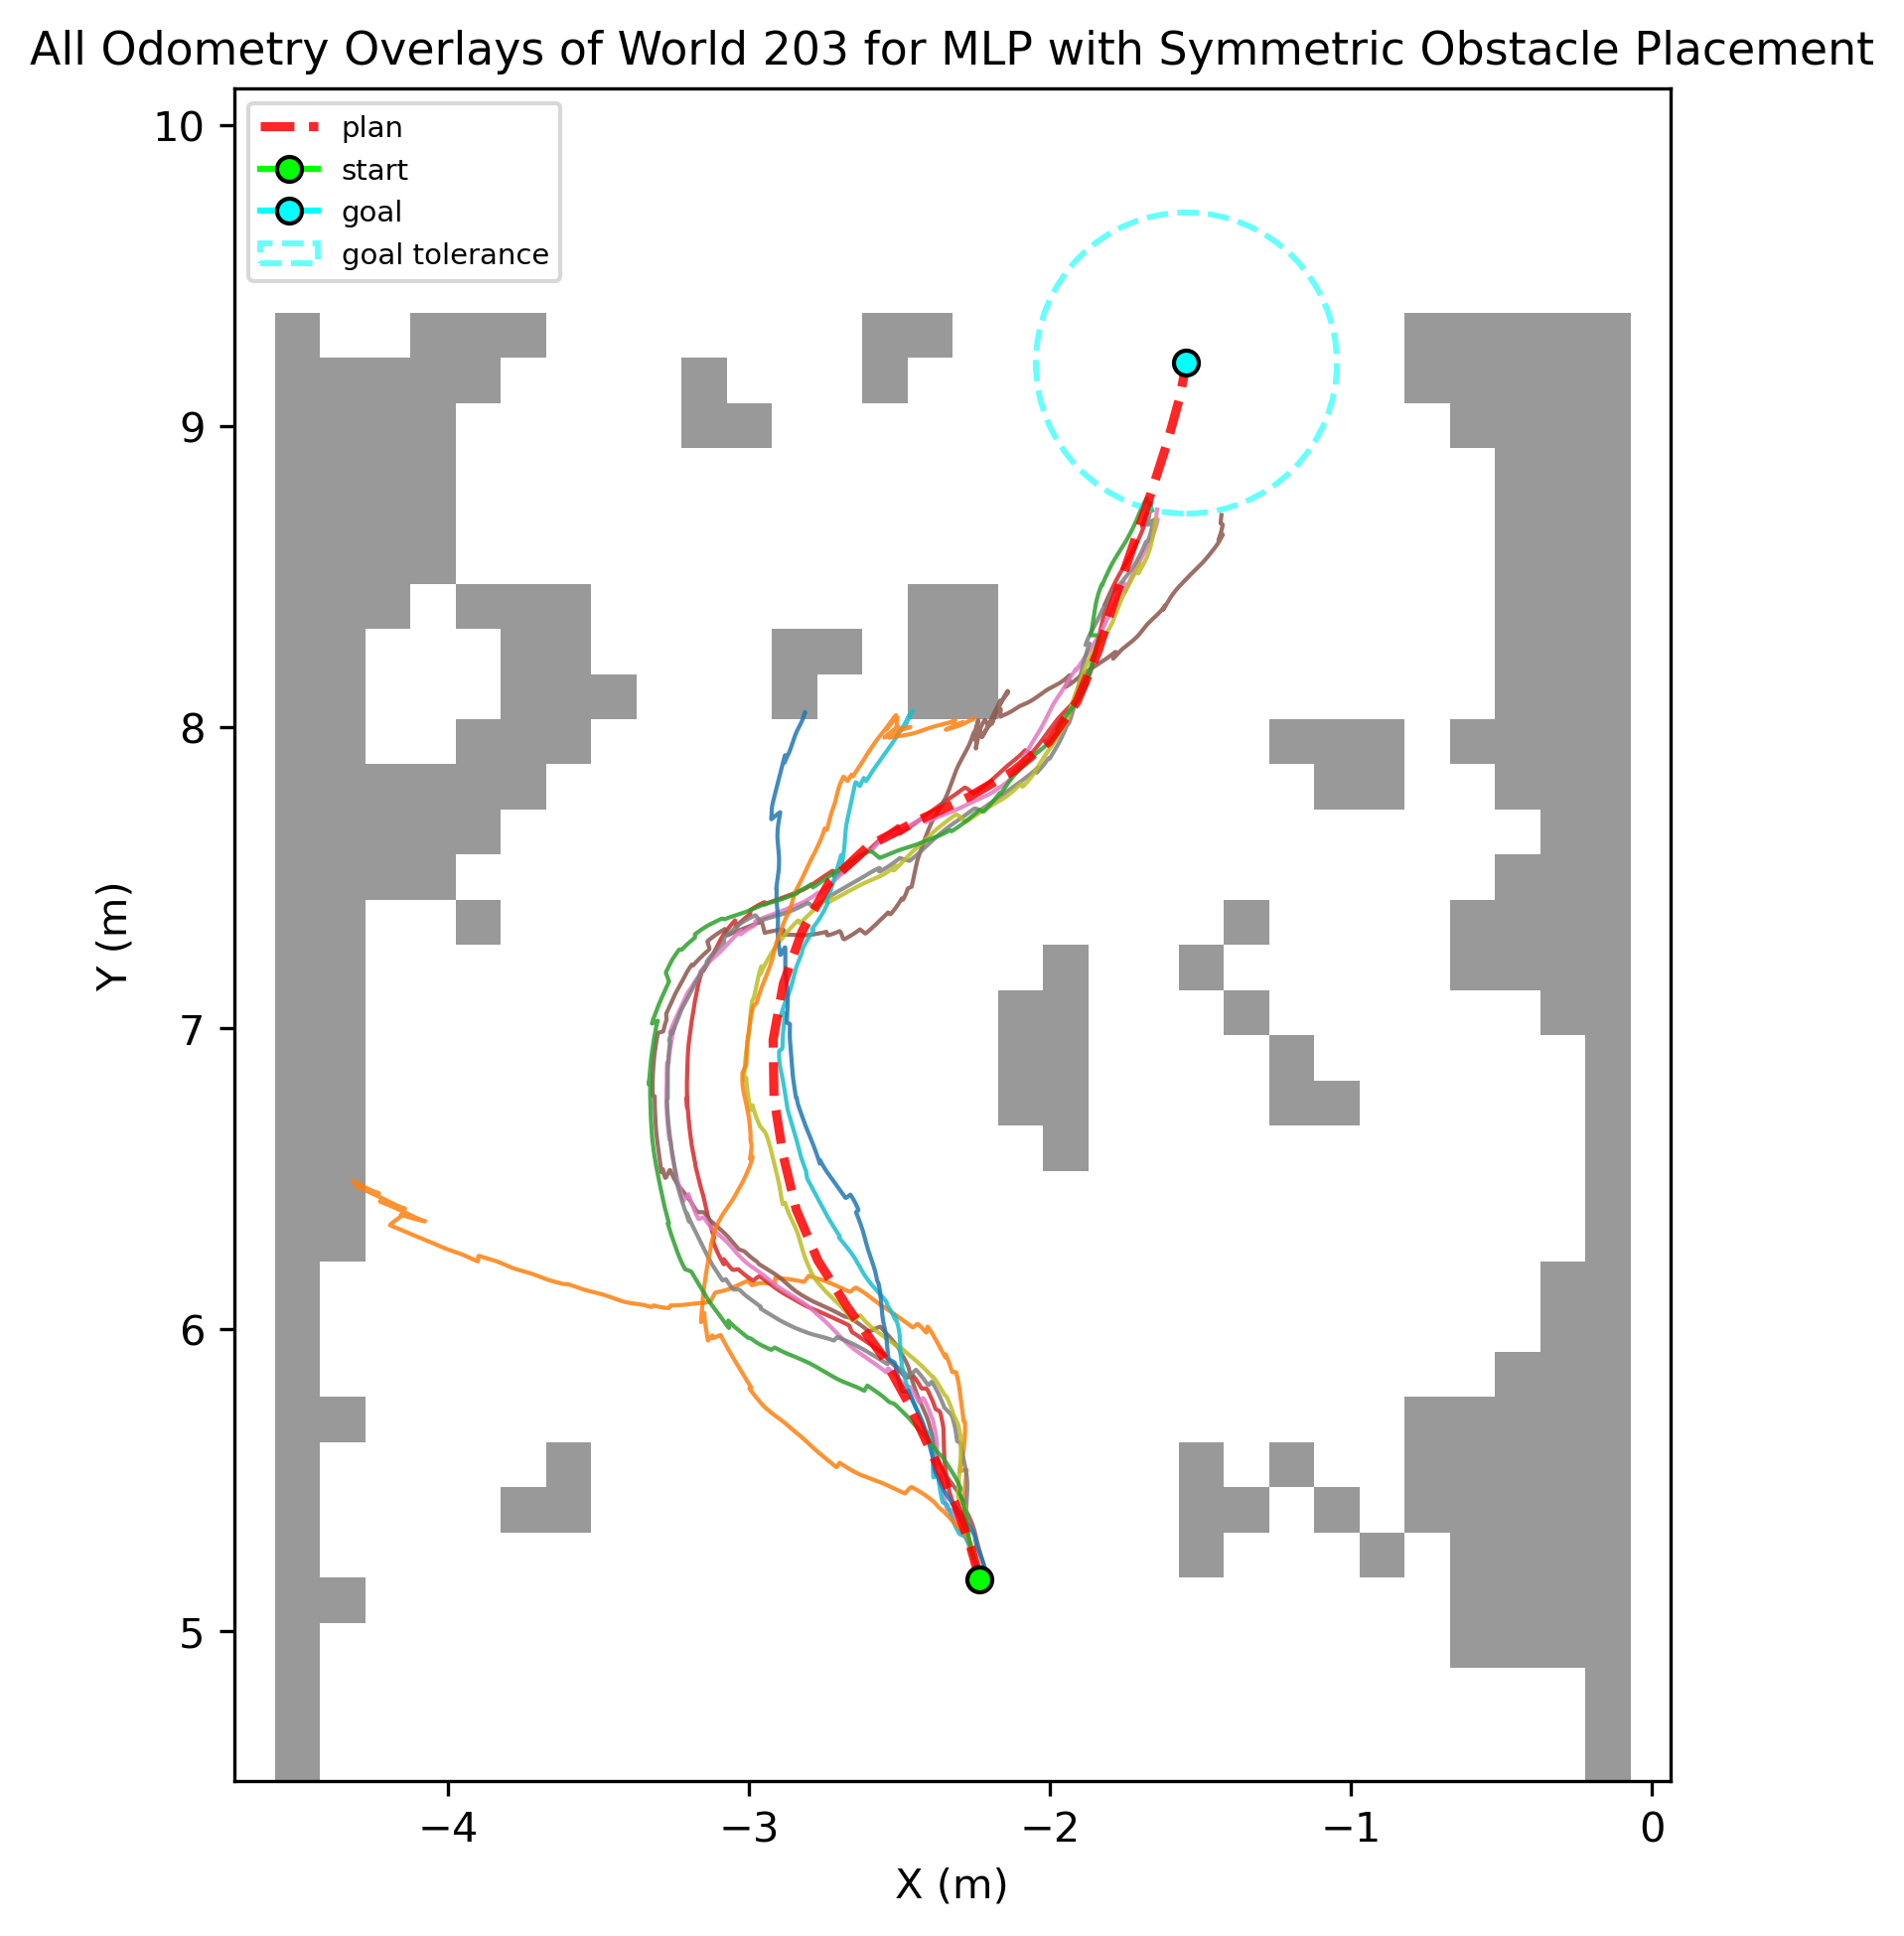 All Odometry Overlays of World 203 for MLP with Symmetric Obstacle Placement
plan
start
goal
goal tolerance
10
9
8
7
6
5
Y (m)
−4
−3
−2
−1
0
X (m)